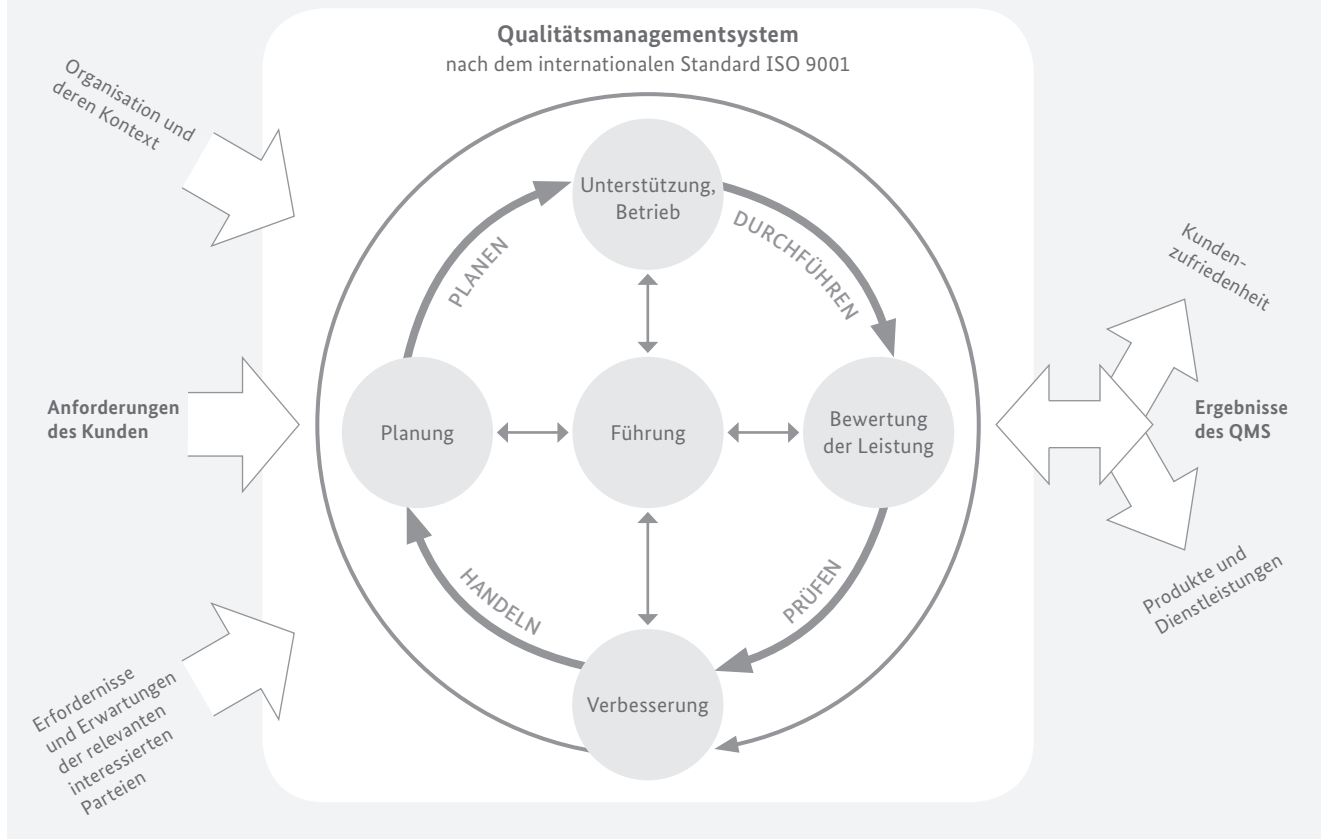 Qualitätsmanagementsystem
nach dem internationalen Standard ISO 9001
Organisation und
deren Kontext
Anforderungen
des Kunden
Erfordernisse
und Erwartungen
der relevanten
interessierten
Parteien
Unterstützung,
Betrieb
PLANEN
DURCHFÜHREN
Planung
Führung
Bewertung
der Leistung
HANDELN
PRÜFEN
Verbesserung
Kunden-
zufriedenheit
Ergebnisse
des QMS
Produkte und
Dienstleistungen